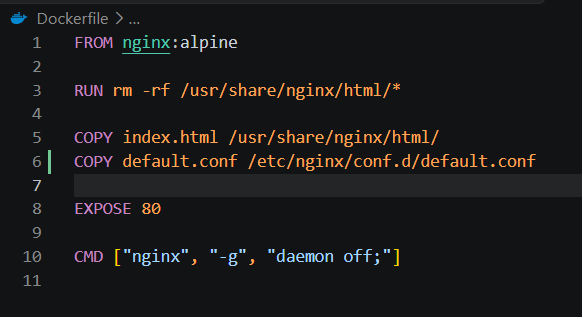 Dockerfile > ...
1 FROM nginx:alpine
2
3 RUN rm -rf /usr/share/nginx/html/*
4
5 COPY index.html /usr/share/nginx/html/
6 COPY default.conf /etc/nginx/conf.d/default.conf
7
8 EXPOSE 80
9
10 CMD ["nginx", "-g", "daemon off;"]
11